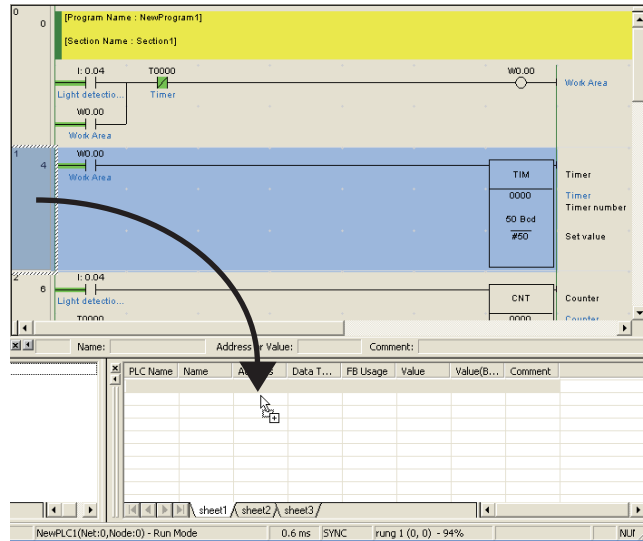 0
0
[Program Name : NewProgram1]
[Section Name : Section1]
I: 0.04 T0000 W0.00
Light detectio... Timer Work Area
W0.00
Work Area
1
4
W0.00
Work Area
TIM Timer
0000 Timer
Timer number
50 Bcd
#50 Set value
2
6
I: 0.04
Light detectio...
CNT Counter
T0000 0000 Counter
Name: Address or Value: Comment:
PLC Name Name Data T... FB Usage Value Value(B... Comment
sheet1 sheet2 sheet3
NewPLC1(Net:0,Node:0) - Run Mode 0.6 ms SYNC rung 1 (0, 0) - 94% NUM